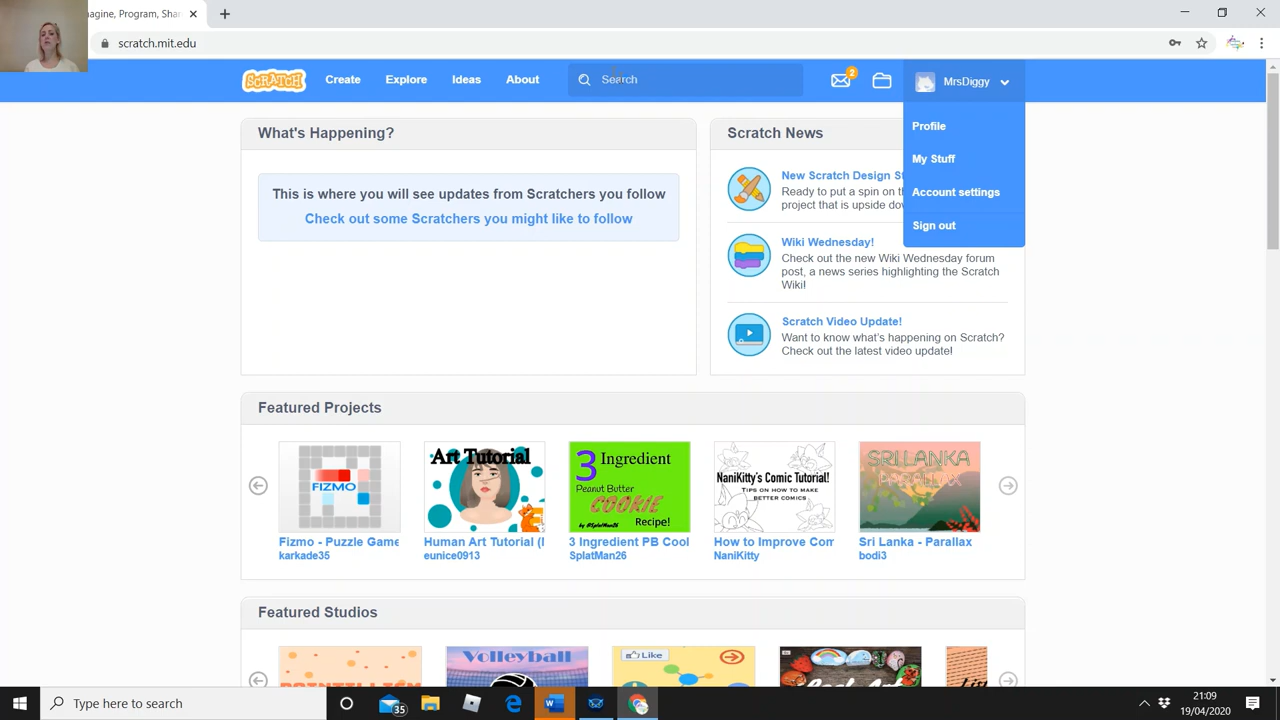 magine, Program, Shar
scratch.mit.edu
SCRATCH
Create
Explore
Ideas
About
Search
2
MrsDiggy
Profile
My Stuff
Account settings
Sign out
What's Happening?
This is where you will see updates from Scratchers you follow
Check out some Scratchers you might like to follow
Scratch News
New Scratch Design St
Ready to put a spin on th
project that is upside dow
Wiki Wednesday!
Check out the new Wiki Wednesday forum
post, a news series highlighting the Scratch
Wiki!
Scratch Video Update!
Want to know what's happening on Scratch?
Check out the latest video update!
Featured Projects
FIZMO
Art Tutorial
3 Ingredient
Peanut Butter
COOKIE
Recipe!
by @SplatMan26
NaniKitty's Comic Tutorial!
Tips on how to make
better comics
SRI LANKA
PARALLAX
Fizmo - Puzzle Game
karkade35
Human Art Tutorial (I
eunice0913
3 Ingredient PB Cool
SplatMan26
How to Improve Com
NaniKitty
Sri Lanka - Parallax
bodi3
Featured Studios
Volleyball
Like
Type here to search
35
21:09
19/04/2020